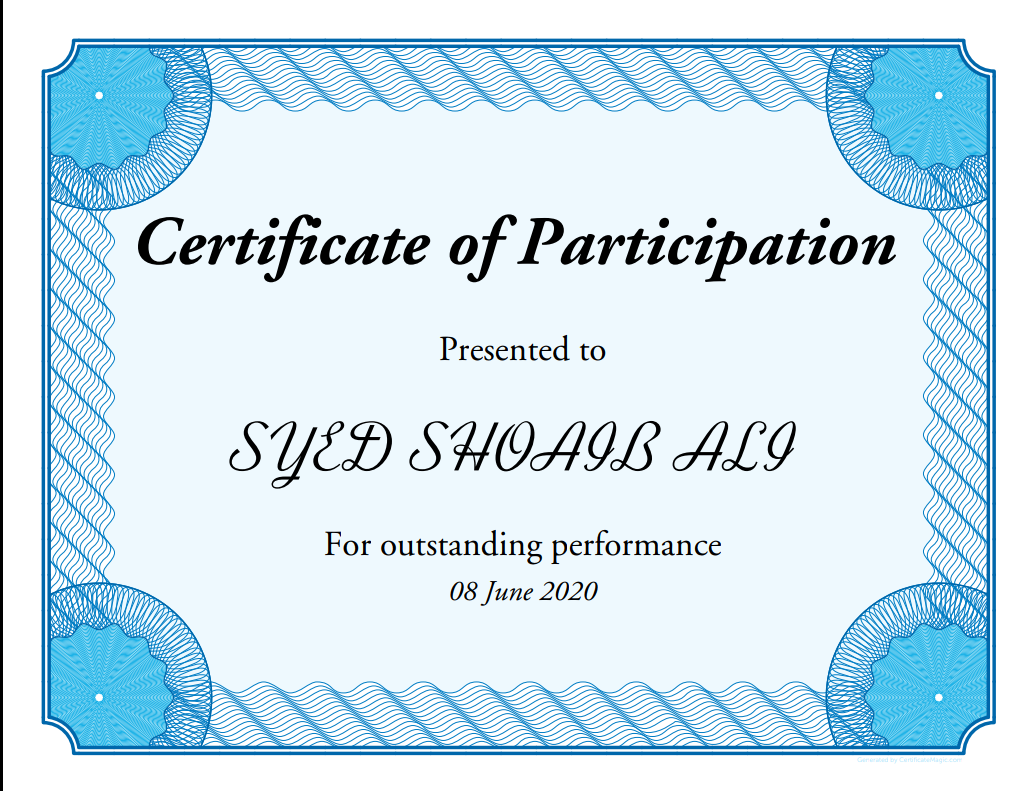 Certificate of Participation
Presented to
SYED SHOAIB ALI
For outstanding performance
08 June 2020
Generated by CertificateMagic.com